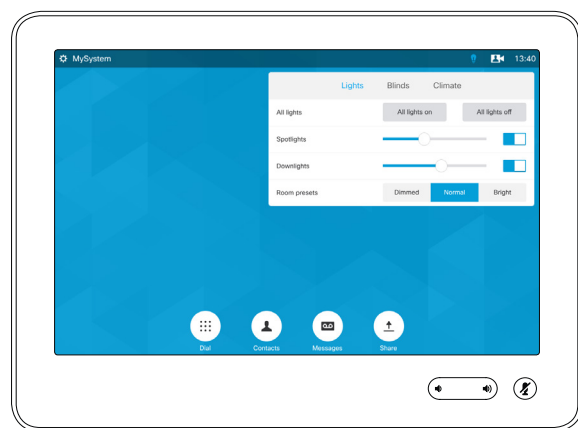 MySystem 13:40
Lights Blinds Climate
All lights All lights on All lights off
Spotlights
Downlights
Room presets Dimmed Normal Bright
Dial Contacts Messages Share